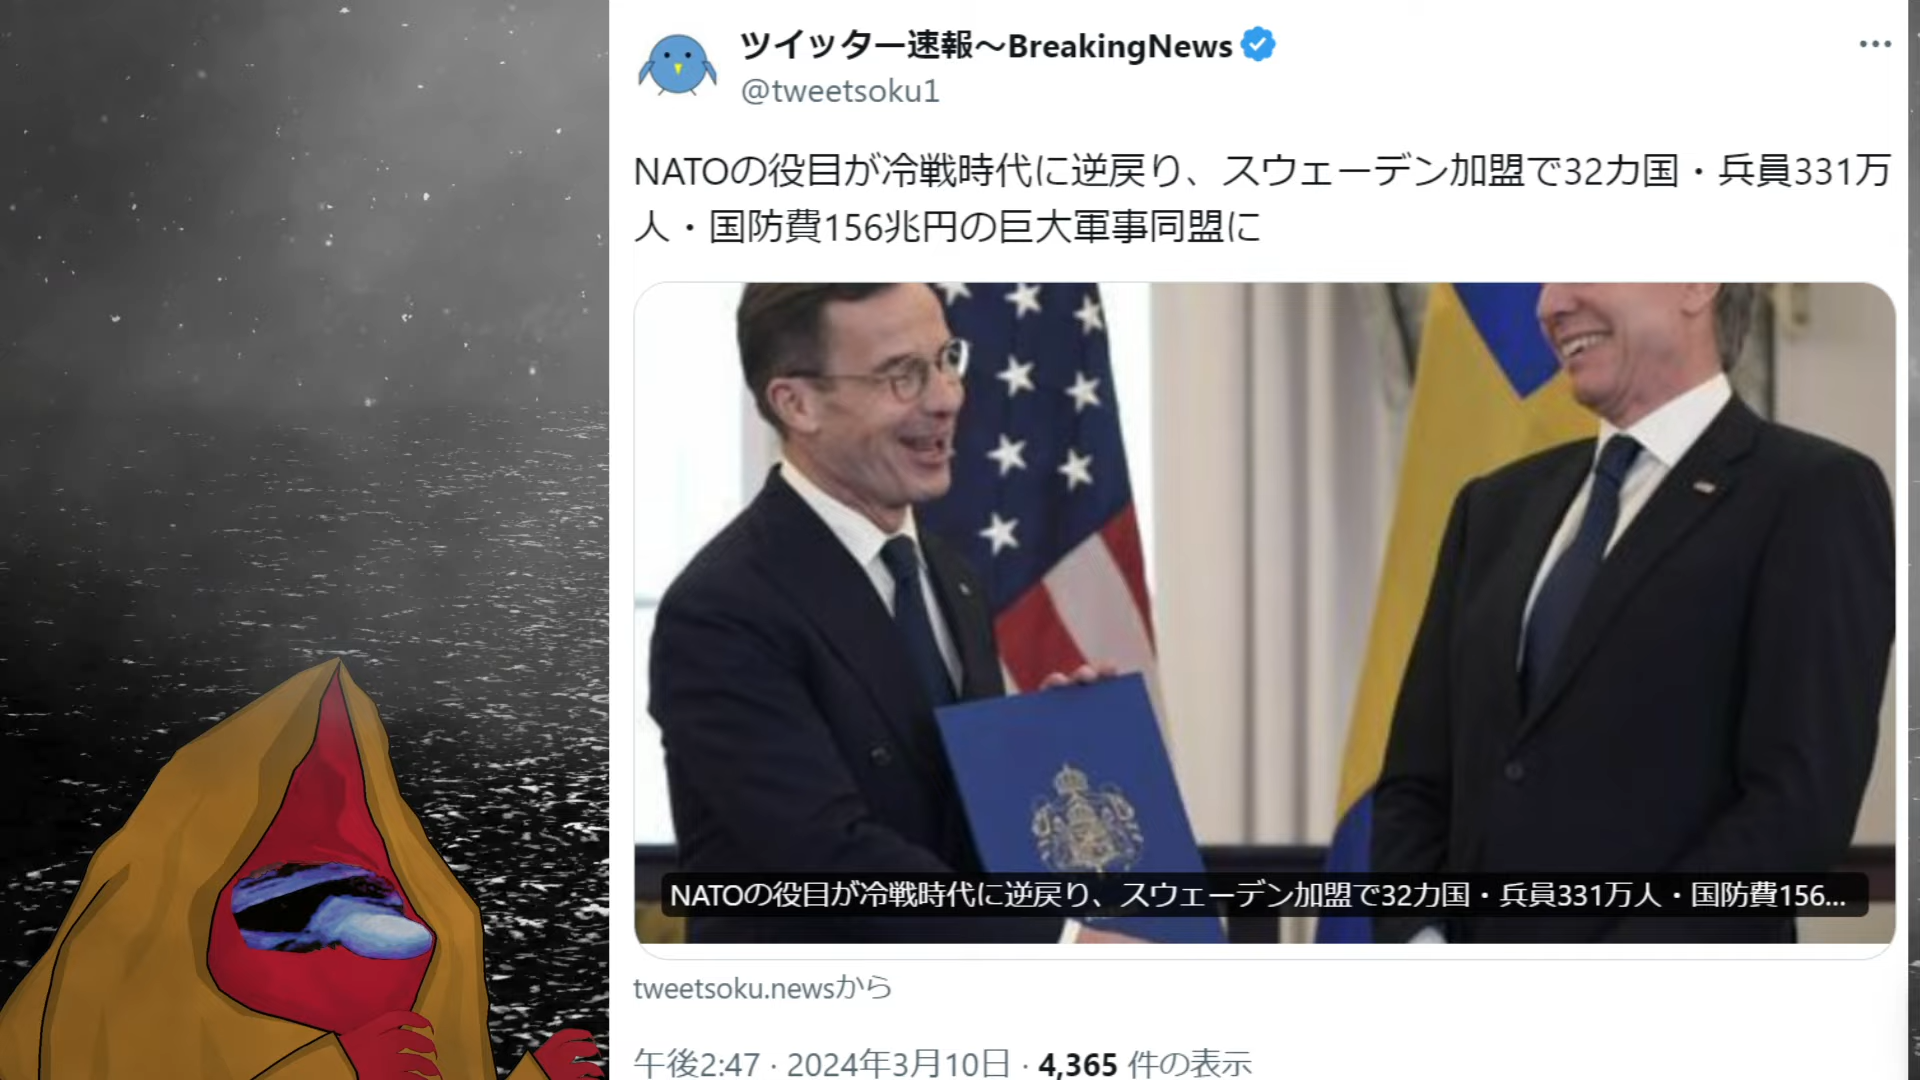 ツイッター速報〜BreakingNews
@tweetsoku1
NATOの役目が冷戦時代に逆戻り、スウェーデン加盟で32カ国・兵員331万
人・国防費156兆円の巨大軍事同盟に
NATOの役目が冷戦時代に逆戻り、スウェーデン加盟で32カ国・兵員331万人・国防費156...
tweetsoku.newsから
午後2:47 · 2024年3月10日 · 4,365 件の表示